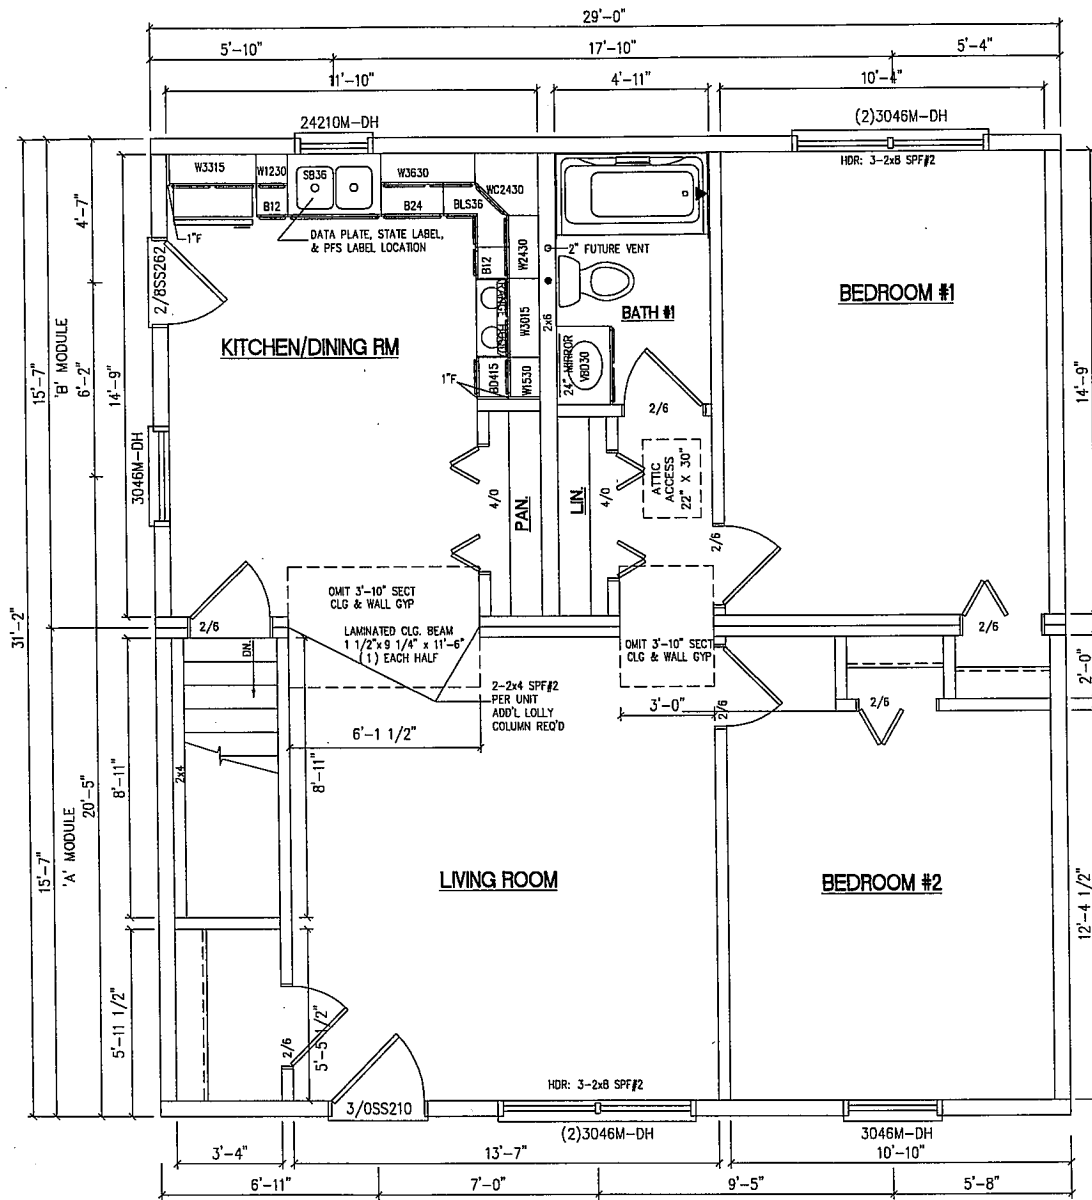 29'-0"
5'-10"
17'-10"
5'-4"
11'-10"
4'-11"
10'-4"
24210M-DH
(2)3046M-DH
HDR: 3-2x8 SPF#2
W3315
W1230
SB36
W3630
WC2430
B12
B24
BLS36
DATA PLATE, STATE LABEL,
& PFS LABEL LOCATION
1"F
2/8SS262
B12
W2430
2" FUTURE VENT
BATH #1
BEDROOM #1
KITCHEN/DINING RM
W3015
2x6
24" MIRROR
VB030
BD415
W1530
1"F
2/6
4'-7"
'B' MODULE
6'-2"
15'-7"
14'-9"
14'-9"
3046M-DH
4/0
PAN.
LIN.
4/0
ATTIC
ACCESS
22" X 30"
2/6
OMIT 3'-10" SECT
CLG & WALL GYP
LAMINATED CLG. BEAM
1 1/2"x 9 1/4" x 11'-6"
(1) EACH HALF
OMIT 3'-10" SECT
CLG & WALL GYP
2/6
DN.
2/6
2'-0"
31'-2"
2-2x4 SPF#2
PER UNIT
ADD'L LOLLY
COLUMN REQ'D
3'-0"
2/6
2/6
6'-1 1/2"
2x4
8'-11"
8'-11"
20'-5"
'A' MODULE
15'-7"
LIVING ROOM
BEDROOM #2
12'-4 1/2"
5'-11 1/2"
2/6
5'-5 1/2"
3/0SS210
HDR: 3-2x8 SPF#2
(2)3046M-DH
3046M-DH
3'-4"
13'-7"
10'-10"
6'-11"
7'-0"
9'-5"
5'-8"